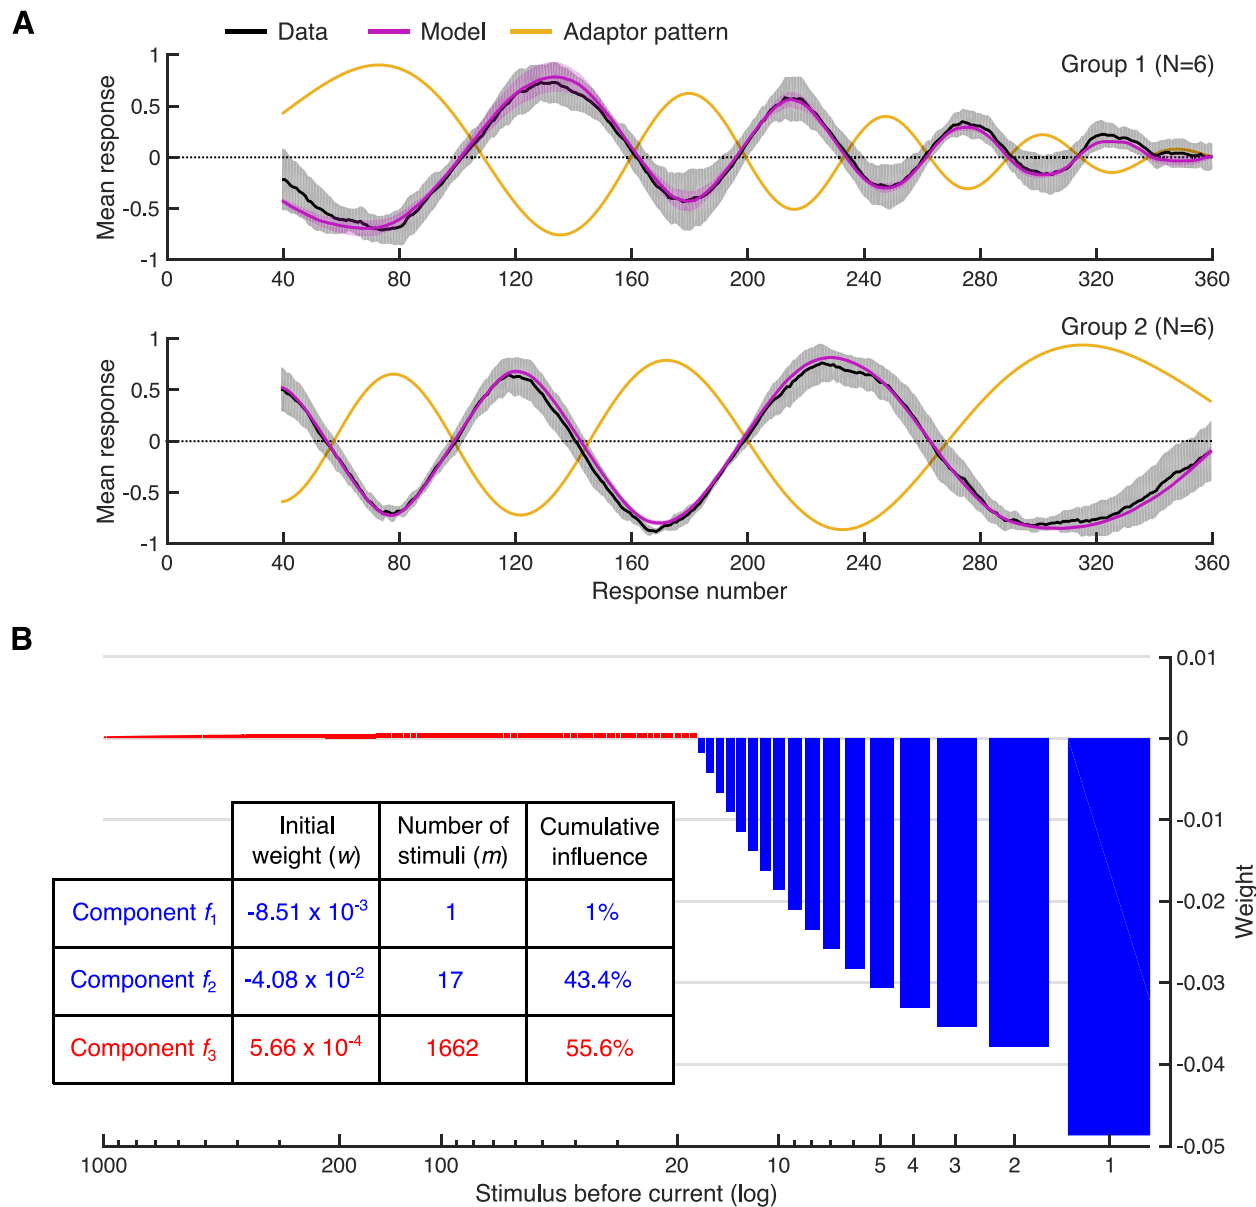 A
Data Model Adaptor pattern
Group 1 (N=6)
Mean response
1
0.5
0
-0.5
-1
0 40 80 120 160 200 240 280 320 360
Group 2 (N=6)
Mean response
1
0.5
0
-0.5
-1
0 40 80 120 160 200 240 280 320 360
Response number
B
0.01
0
-0.01
-0.02
-0.03
-0.04
-0.05
Weight
Initial
weight (w)
Number of
stimuli (m)
Cumulative
influence
Component f1 -8.51 x 10-3 1 1%
Component f2 -4.08 x 10-2 17 43.4%
Component f3 5.66 x 10-4 1662 55.6%
1000 200 100 20 10 5 4 3 2 1
Stimulus before current (log)